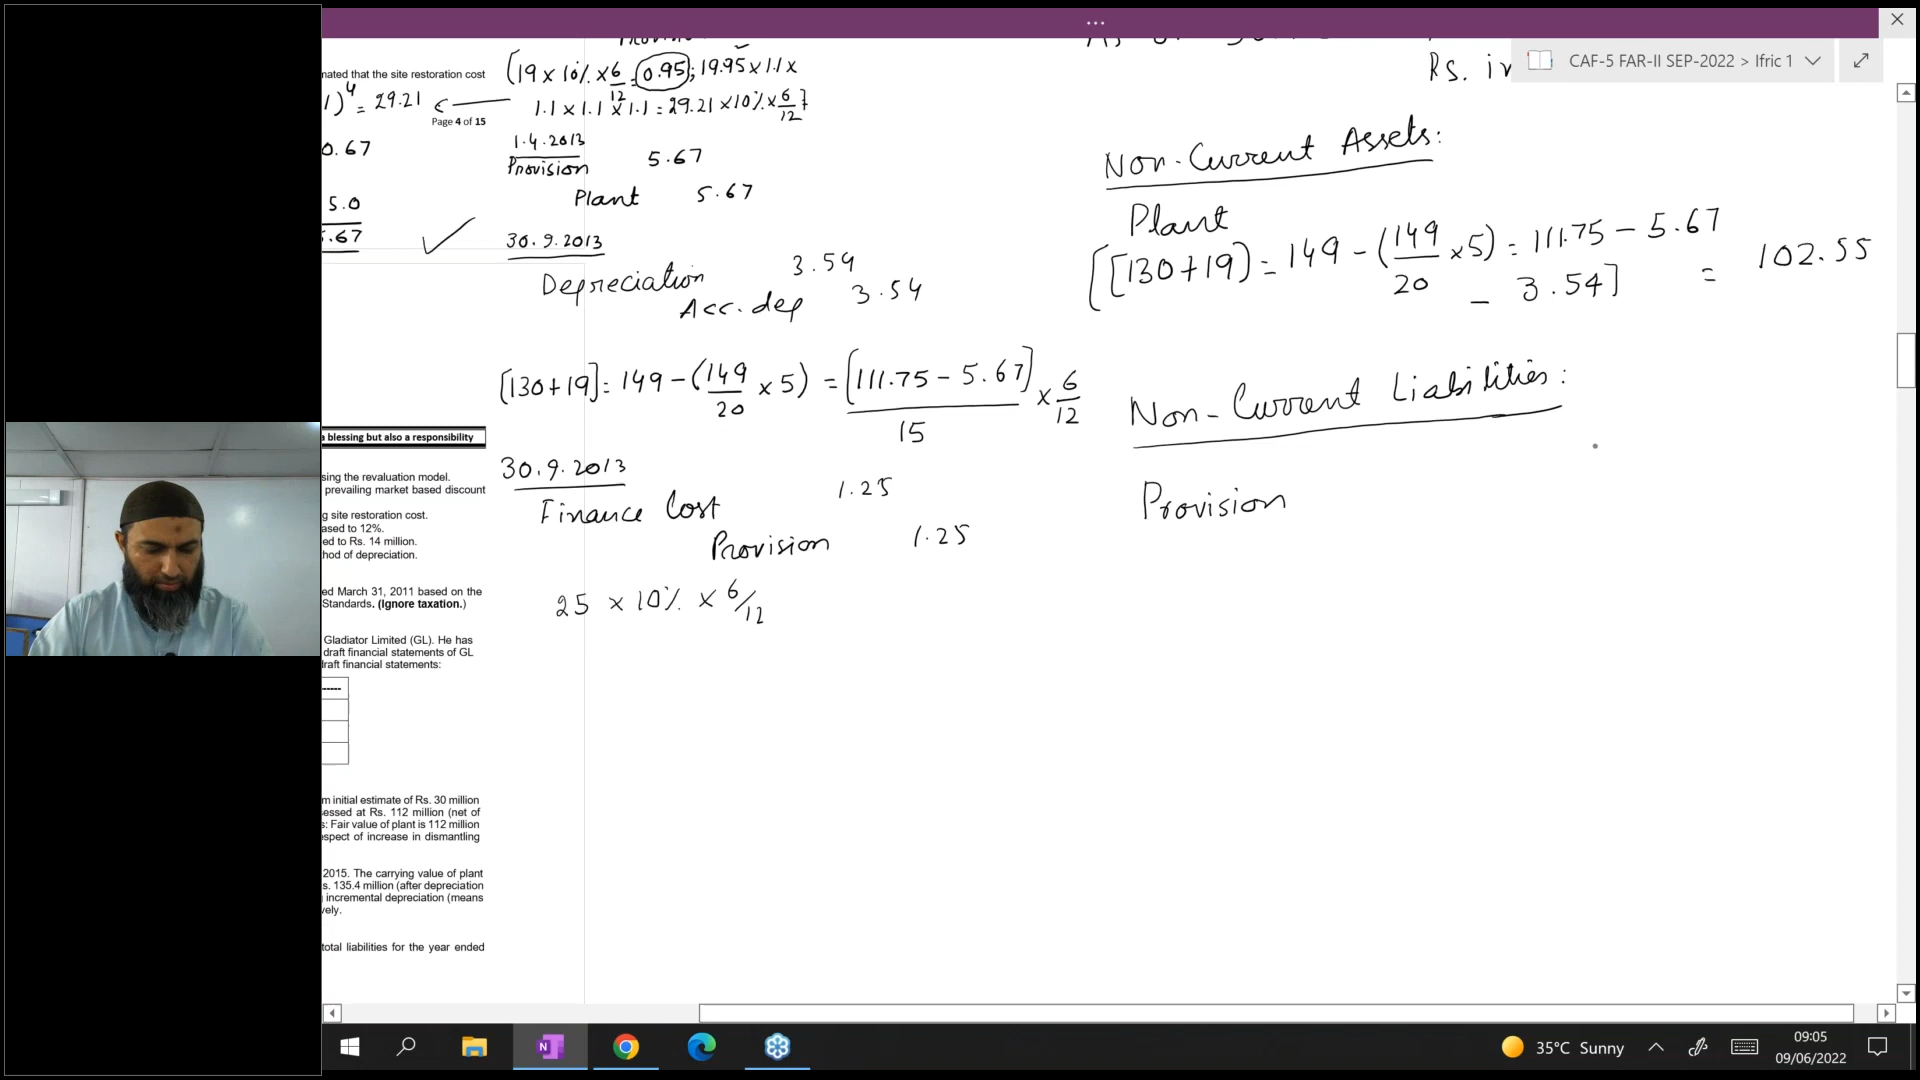 CAF-5 FAR-II SEP-2022 > Ifric 1
Rs. in
mated that the site restoration cost
Page 4 of 15
1)⁴ = 29.21 ←
0.67
5.0
5.67
✓
(19 x 10% x 6/12 = 0.95; 19.95 x 1.1 x
1.1 x 1.1 x 1.1 = 29.21 x 10% x 6/12]
1.4.2013
Provision 5.67
Plant 5.67
30.9.2013
Depreciation 3.54
Acc. dep 3.54
[130+19] = 149 - (149/20 x 5) = [111.75 - 5.67]/15 x 6/12
30.9.2013
Finance Cost 1.25
Provision 1.25
25 x 10% x 6/12
Non-Current Assets:
Plant
[[130+19] = 149 - (149/20 x 5) = 111.75 - 5.67
- 3.54] = 102.55
Non-Current Liabilities:
Provision
a blessing but also a responsibility
sing the revaluation model.
prevailing market based discount
g site restoration cost.
ased to 12%.
ed to Rs. 14 million.
hod of depreciation.
ed March 31, 2011 based on the
Standards. (Ignore taxation.)
Gladiator Limited (GL). He has
draft financial statements of GL
draft financial statements:
-----
m initial estimate of Rs. 30 million
essed at Rs. 112 million (net of
s: Fair value of plant is 112 million
espect of increase in dismantling
2015. The carrying value of plant
s. 135.4 million (after depreciation
incremental depreciation (means
vely.
total liabilities for the year ended
35°C Sunny
09:05
09/06/2022